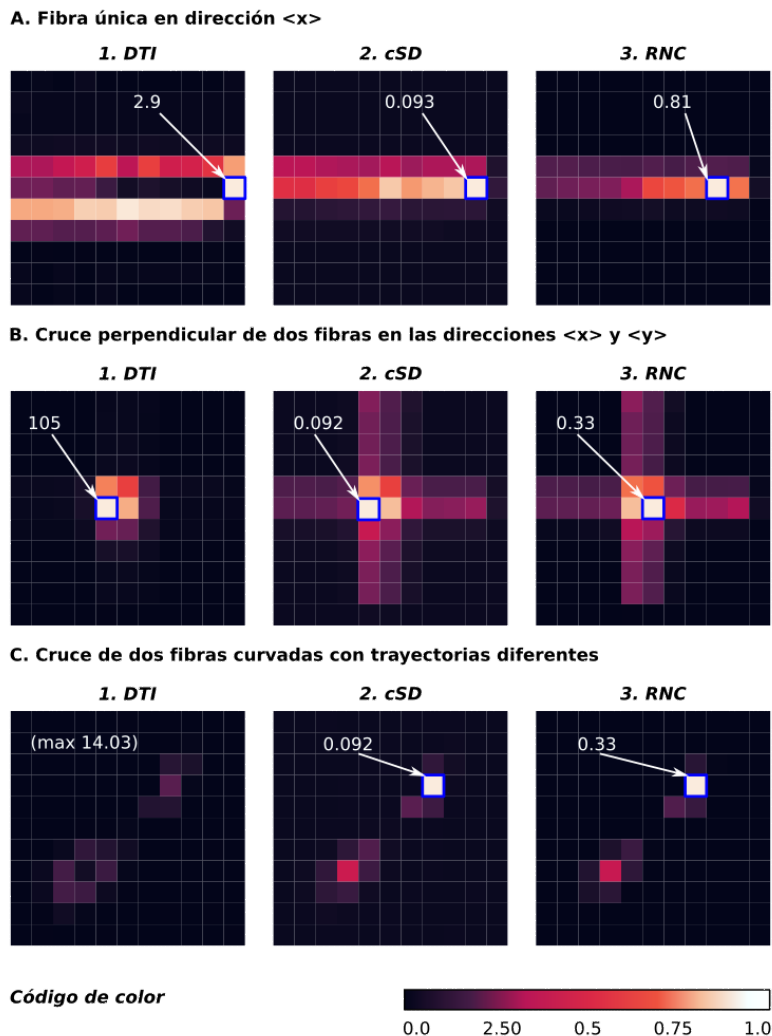 A. Fibra única en dirección <x>
1. DTI 2. cSD 3. RNC
2.9 0.093 0.81
B. Cruce perpendicular de dos fibras en las direcciones <x> y <y>
1. DTI 2. cSD 3. RNC
105 0.092 0.33
C. Cruce de dos fibras curvadas con trayectorias diferentes
1. DTI 2. cSD 3. RNC
(max 14.03) 0.092 0.33
Código de color
0.0 2.50 0.5 0.75 1.0